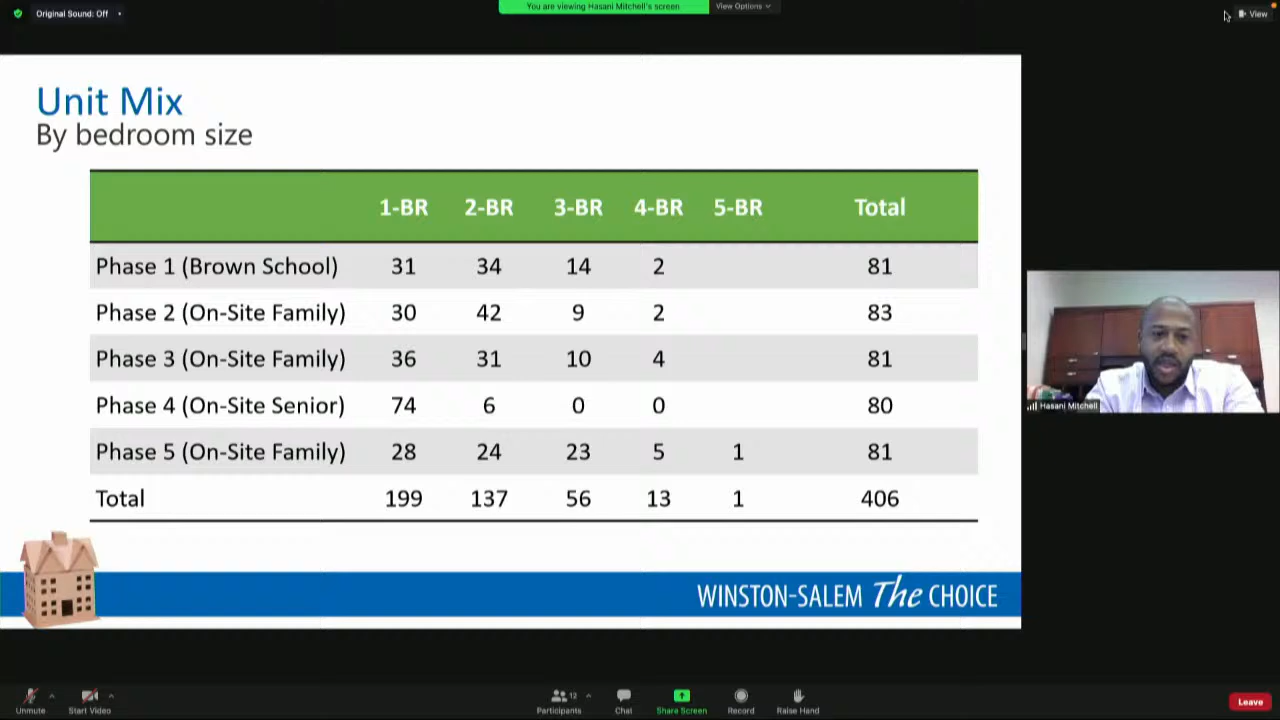 Original Sound: Off
You are viewing Hasani Mitchell's screen
View Options
View
Unit Mix
By bedroom size
1-BR 2-BR 3-BR 4-BR 5-BR Total
Phase 1 (Brown School) 31 34 14 2 81
Phase 2 (On-Site Family) 30 42 9 2 83
Phase 3 (On-Site Family) 36 31 10 4 81
Phase 4 (On-Site Senior) 74 6 0 0 80
Phase 5 (On-Site Family) 28 24 23 5 1 81
Total 199 137 56 13 1 406
Hasani Mitchell
WINSTON-SALEM The CHOICE
Unmute
Start Video
12
Participants
Chat
Share Screen
Record
Raise Hand
Leave